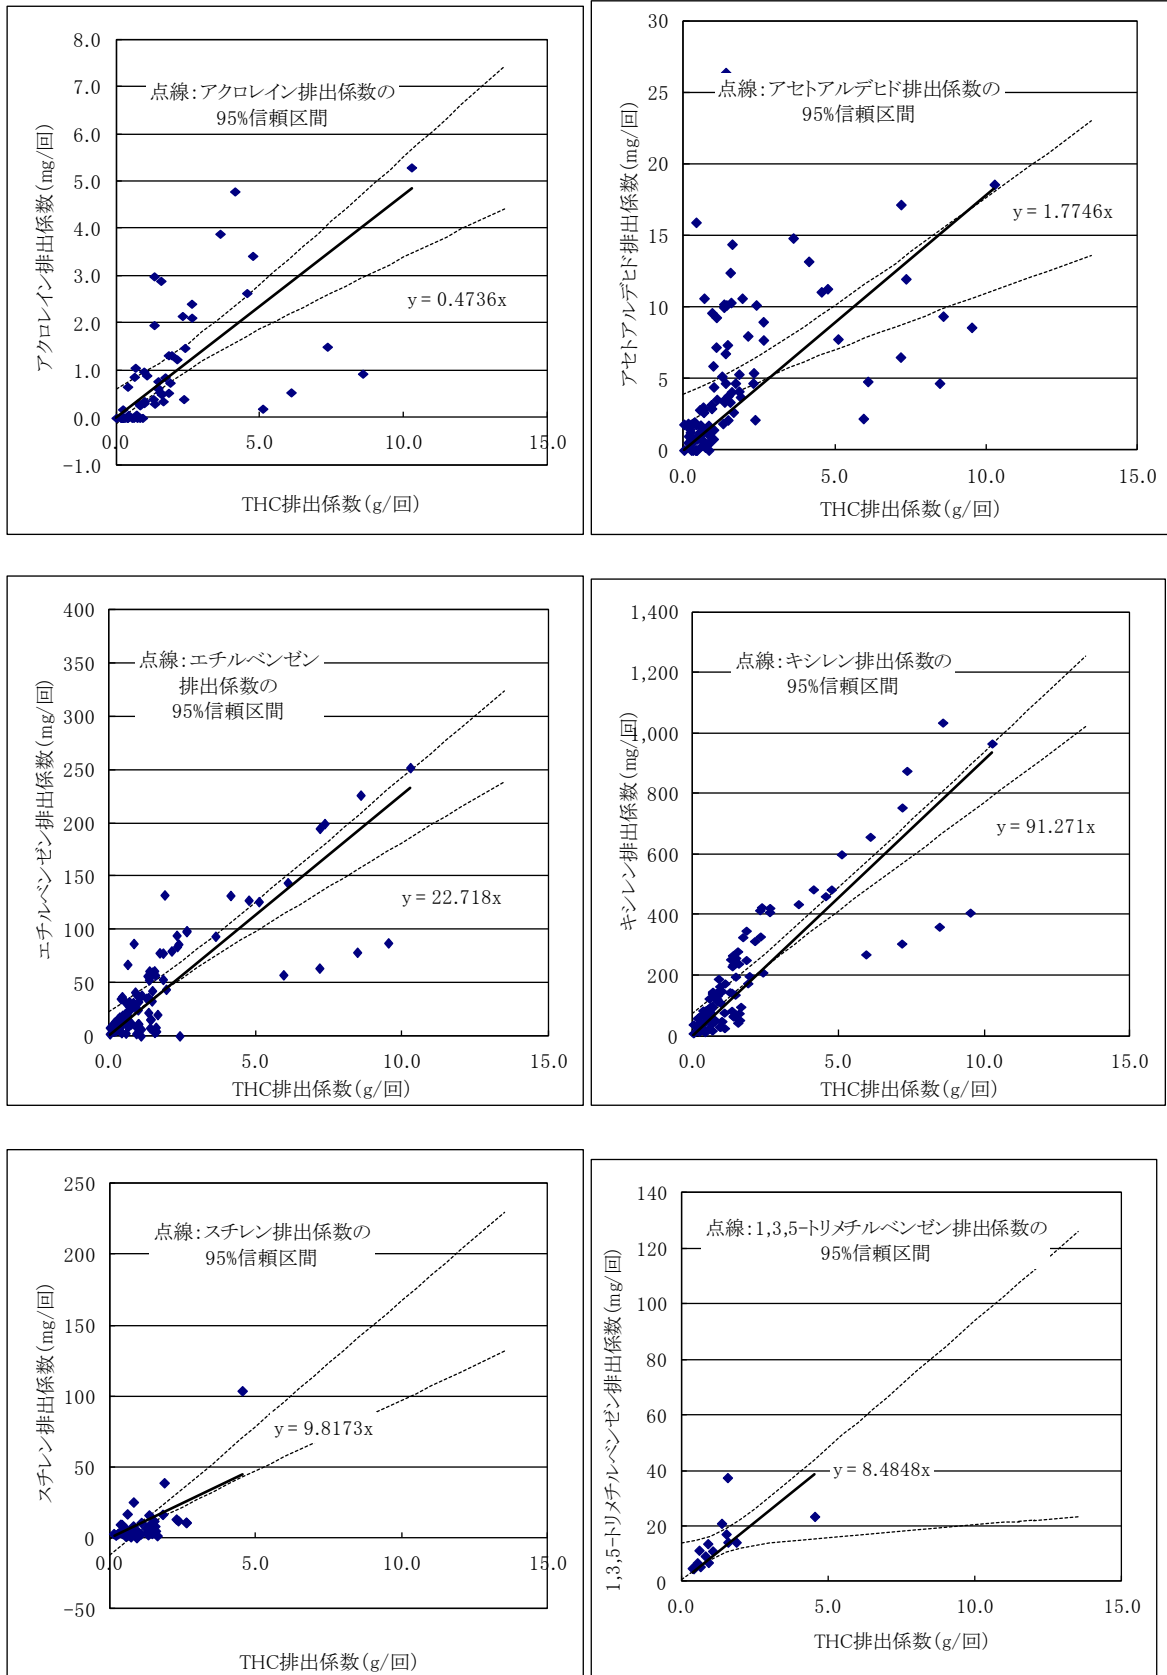 8.0
7.0
6.0
5.0
4.0
3.0
2.0
1.0
0.0
-1.0
アクロレイン排出係数(mg/回)
点線:アクロレイン排出係数の
95%信頼区間
y = 0.4736x
0.0
5.0
10.0
15.0
THC排出係数(g/回)
30
25
20
15
10
5
0
アセトアルデヒド排出係数(mg/回)
点線:アセトアルデヒド排出係数の
95%信頼区間
y = 1.7746x
0.0
5.0
10.0
15.0
THC排出係数(g/回)
400
350
300
250
200
150
100
50
0
エチルベンゼン排出係数(mg/回)
点線:エチルベンゼン
排出係数の
95%信頼区間
y = 22.718x
0.0
5.0
10.0
15.0
THC排出係数(g/回)
1,400
1,200
1,000
800
600
400
200
0
キシレン排出係数(mg/回)
点線:キシレン排出係数の
95%信頼区間
y = 91.271x
0.0
5.0
10.0
15.0
THC排出係数(g/回)
250
200
150
100
50
0
-50
スチレン排出係数(mg/回)
点線:スチレン排出係数の
95%信頼区間
y = 9.8173x
0.0
5.0
10.0
15.0
THC排出係数(g/回)
140
120
100
80
60
40
20
0
1,3,5-トリメチルベンゼン排出係数(mg/回)
点線:1,3,5-トリメチルベンゼン排出係数の
95%信頼区間
y = 8.4848x
0.0
5.0
10.0
15.0
THC排出係数(g/回)